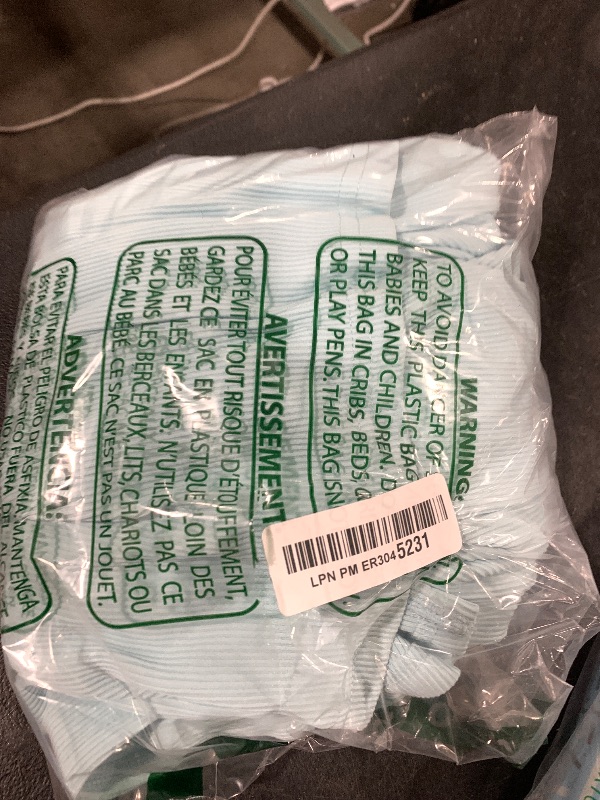 WARNING:
TO AVOID DANGER OF
KEEP THIS PLASTIC BAG
BABIES AND CHILDREN. D
THIS BAG IN CRIBS, BEDS
OR PLAY PENS. THIS BAG
LPN PM ER3045231
AVERTISSEMENT
POUR EVITER TOUT RISQUE D'ÉTOUFFEMENT,
GARDEZ CE SAC EN PLASTIQUE LOIN DES
BÉBÉS ET LES ENFANTS. N'UTILISEZ PAS CE
SAC DANS LES BERCEAUX, LITS, CHARIOTS OU
PARC AU BÉBÉ. CE SAC N'EST PAS UN JOUET.
ADVERTENCIA:
PARA EVITAR EL PELIGRO DE ASFIXIA, MANTENGA
ESTA BOLSA DE PLASTICO FUERA DEL